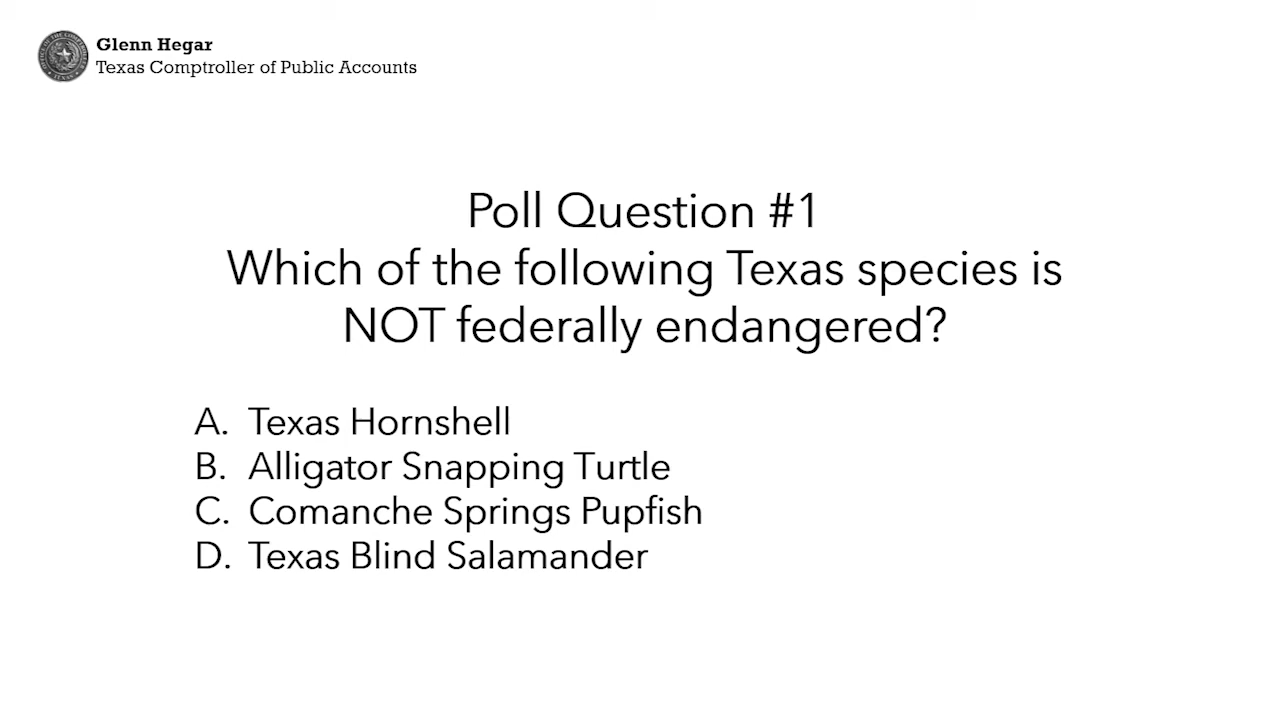 Glenn Hegar
Texas Comptroller of Public Accounts
Poll Question #1
Which of the following Texas species is
NOT federally endangered?
A. Texas Hornshell
B. Alligator Snapping Turtle
C. Comanche Springs Pupfish
D. Texas Blind Salamander